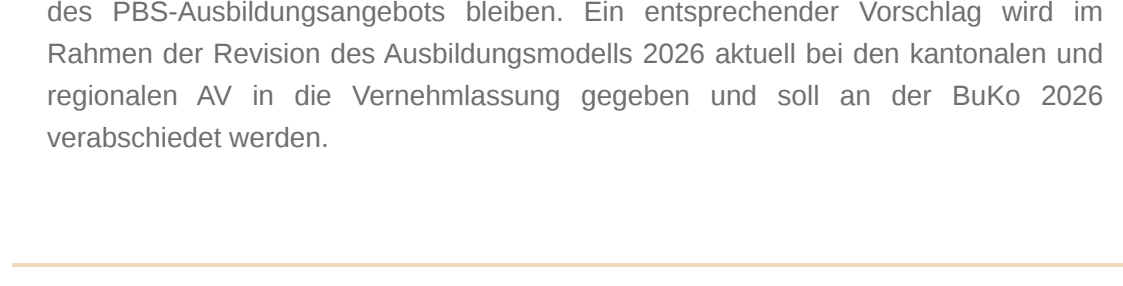 des PBS-Ausbildungsangebots bleiben. Ein entsprechender Vorschlag wird im
Rahmen der Revision des Ausbildungsmodells 2026 aktuell bei den kantonalen und
regionalen AV in die Vernehmlassung gegeben und soll an der BuKo 2026
verabschiedet werden.